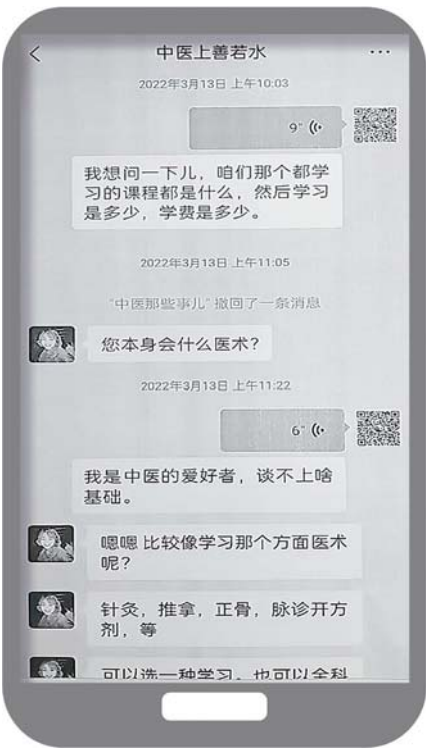 中医上善若水
2022年3月13日 上午10:03
9"
我想问一下儿，咱们那个都学
习的课程都是什么，然后学习
是多少，学费是多少。
2022年3月13日 上午11:05
"中医那些事儿"撤回了一条消息
您本身会什么医术？
2022年3月13日 上午11:22
6"
我是中医的爱好者，谈不上啥
基础。
嗯嗯 比较像学习那个方面医术
呢？
针灸，推拿，正骨，脉诊开方
剂，等
可以选一种学习。也可以全科